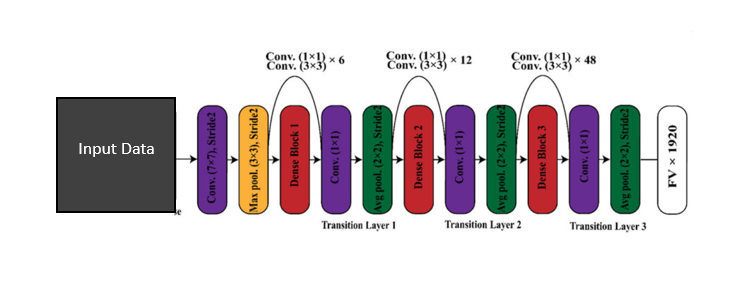 Conv. (1×1) × 6
Conv. (3×3)
Conv. (1×1) × 12
Conv. (3×3)
Conv. (1×1) × 48
Conv. (3×3)
Input Data
Conv. (7×7), Stride2
Max pool. (3×3), Stride2
Dense Block 1
Conv. (1×1)
Avg pool. (2×2), Stride2
Dense Block 2
Conv. (1×1)
Avg pool. (2×2), Stride2
Dense Block 3
Conv. (1×1)
Avg pool. (2×2), Stride2
FV × 1920
Transition Layer 1
Transition Layer 2
Transition Layer 3